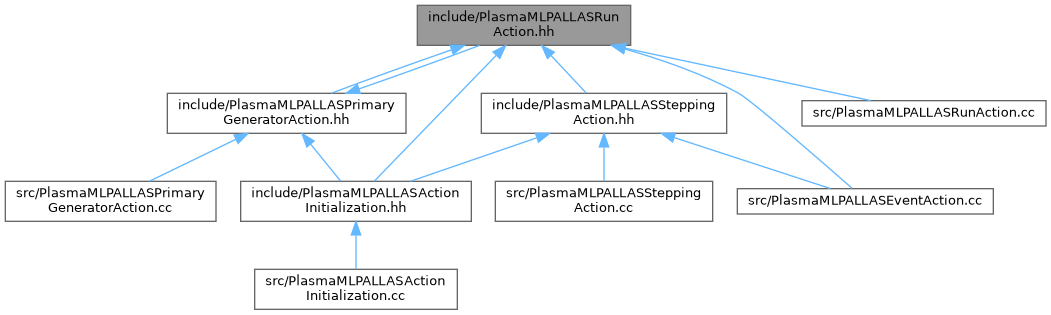 include/PlasmaMLPALLASRun
Action.hh
include/PlasmaMLPALLASPrimary
GeneratorAction.hh
include/PlasmaMLPALLASStepping
Action.hh
src/PlasmaMLPALLASRunAction.cc
src/PlasmaMLPALLASPrimary
GeneratorAction.cc
include/PlasmaMLPALLASAction
Initialization.hh
src/PlasmaMLPALLASStepping
Action.cc
src/PlasmaMLPALLASEventAction.cc
src/PlasmaMLPALLASAction
Initialization.cc